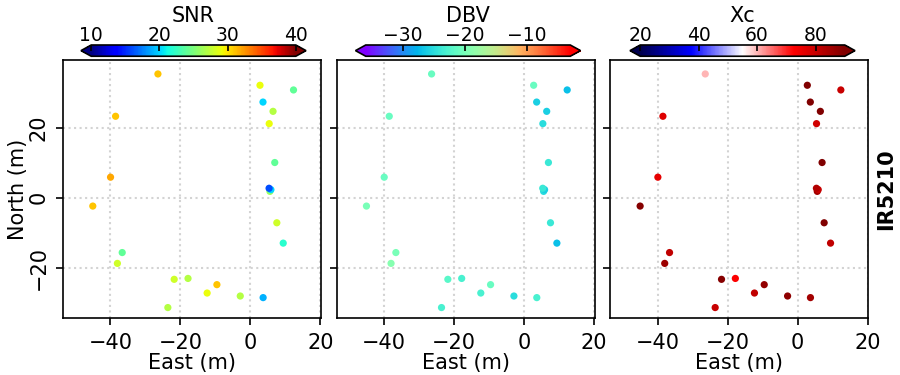 SNR DBV Xc
10 20 30 40 −30 −20 −10 20 40 60 80
North (m)
20
0
−20
IR5210
−40 −20 0 20 −40 −20 0 20 −40 −20 0 20
East (m) East (m) East (m)